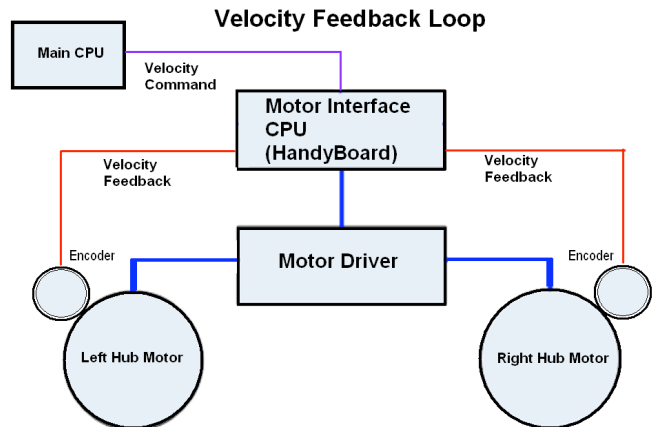 Velocity Feedback Loop
Main CPU
Velocity
Command
Motor Interface
CPU
(HandyBoard)
Velocity
Feedback
Velocity
Feedback
Encoder
Motor Driver
Encoder
Left Hub Motor
Right Hub Motor